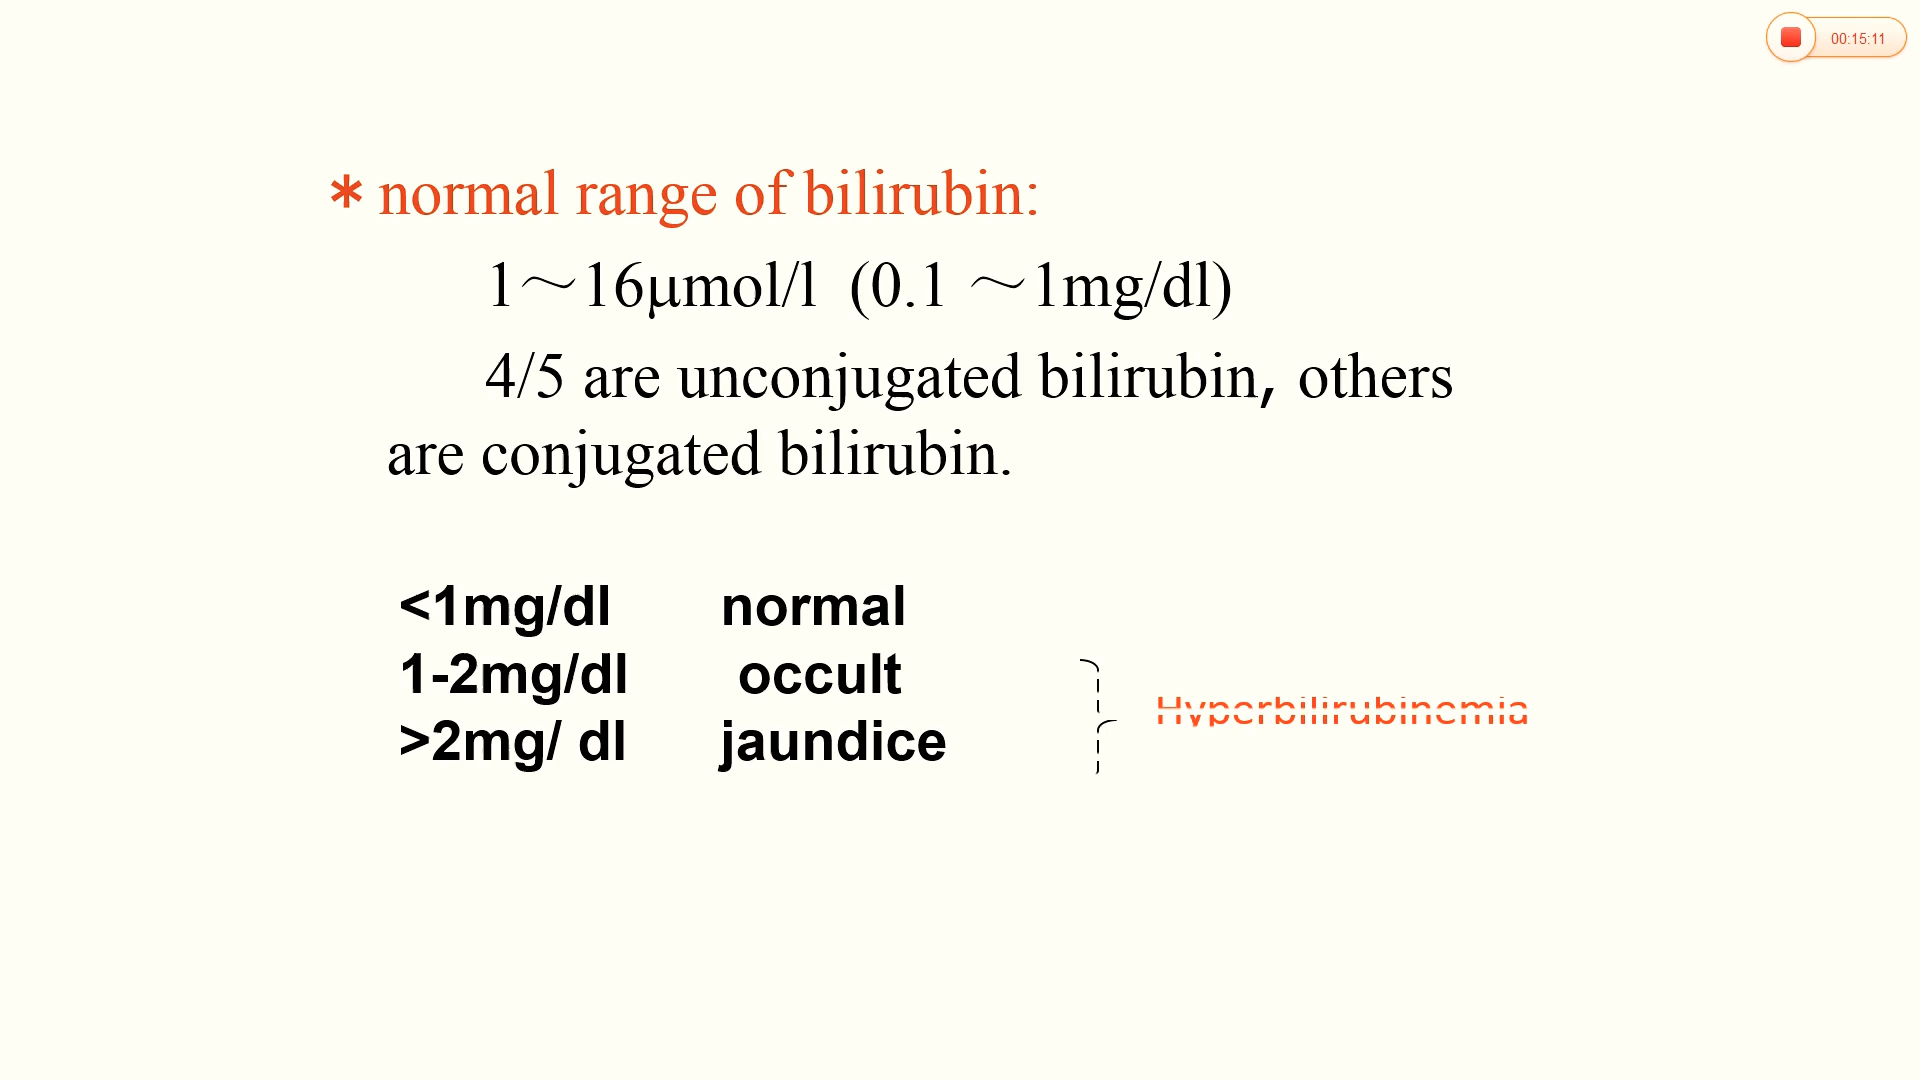 00:15:11
* normal range of bilirubin:
1～16μmol/l (0.1 ～1mg/dl)
4/5 are unconjugated bilirubin, others
are conjugated bilirubin.
<1mg/dl normal
1-2mg/dl occult
Hyperbilirubinemia
>2mg/ dl jaundice